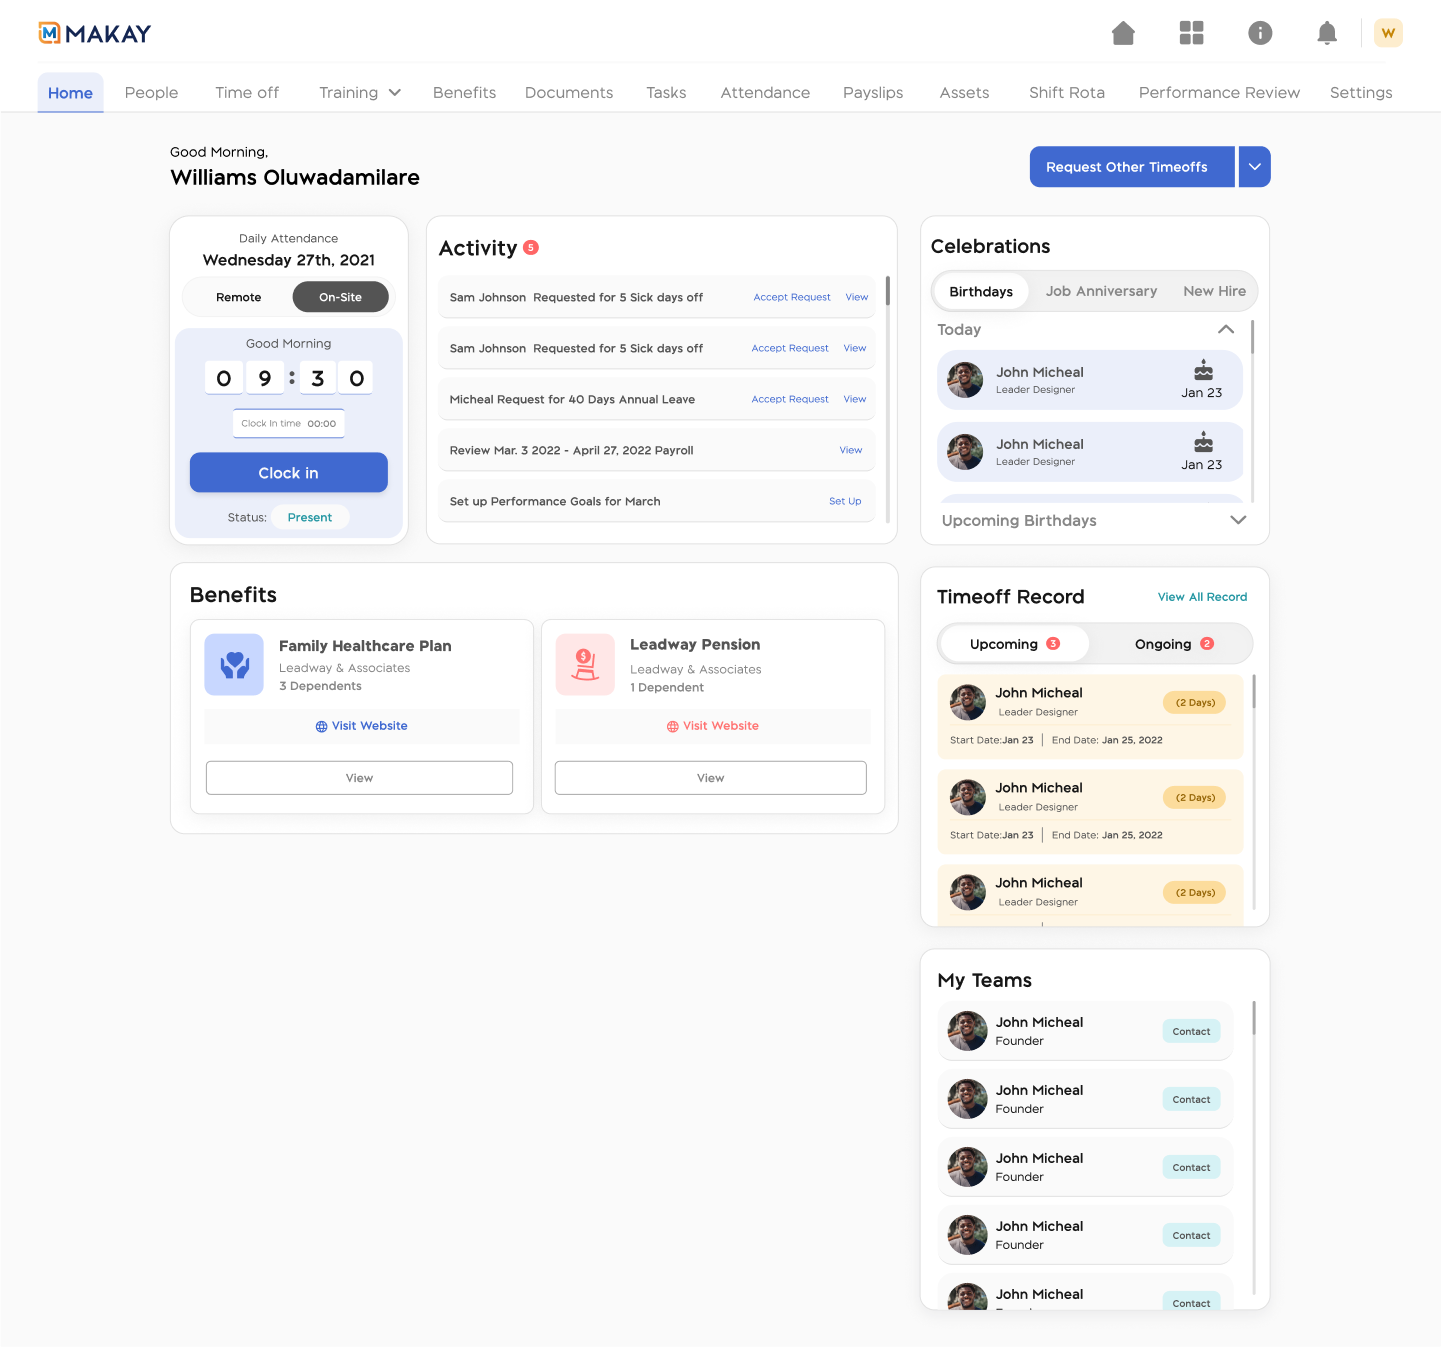 M MAKAY
W
Home People Time off Training Benefits Documents Tasks Attendance Payslips Assets Shift Rota Performance Review Settings
Good Morning,
Williams Oluwadamilare
Request Other Timeoffs
Daily Attendance
Wednesday 27th, 2021
Remote On-Site
Good Morning
0 9 : 3 0
Clock In time 00:00
Clock in
Status: Present
Activity 5
Sam Johnson Requested for 5 Sick days off Accept Request View
Sam Johnson Requested for 5 Sick days off Accept Request View
Micheal Request for 40 Days Annual Leave Accept Request View
Review Mar. 3 2022 - April 27, 2022 Payroll View
Set up Performance Goals for March Set Up
Celebrations
Birthdays Job Anniversary New Hire
Today
John Micheal
Leader Designer
Jan 23
John Micheal
Leader Designer
Jan 23
Upcoming Birthdays
Benefits
Family Healthcare Plan
Leadway & Associates
3 Dependents
Visit Website
View
Leadway Pension
Leadway & Associates
1 Dependent
Visit Website
View
Timeoff Record View All Record
Upcoming 3 Ongoing 2
John Micheal
Leader Designer
(2 Days)
Start Date:Jan 23 | End Date: Jan 25, 2022
John Micheal
Leader Designer
(2 Days)
Start Date:Jan 23 | End Date: Jan 25, 2022
John Micheal
Leader Designer
(2 Days)
My Teams
John Micheal
Founder
Contact
John Micheal
Founder
Contact
John Micheal
Founder
Contact
John Micheal
Founder
Contact
John Micheal
Contact